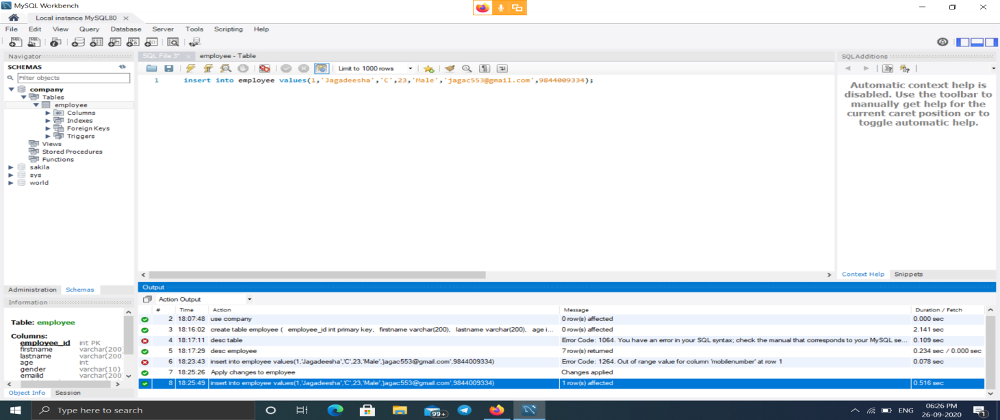 MySQL Workbench
Local instance MySQL80
File Edit View Query Database Server Tools Scripting Help
Navigator
SCHEMAS
Filter objects
company
Tables
employee
Columns
Indexes
Foreign Keys
Triggers
Views
Stored Procedures
Functions
sakila
sys
world
Administration Schemas
Information
Table: employee
Columns:
employee_id int PK
firstname varchar(200)
lastname varchar(200)
age int
gender varchar(10)
emailid varchar(200)
Object Info Session
SQL File 3* employee - Table
Limit to 1000 rows
1 insert into employee values(1,'Jagadeesha','C',23,'Male','jagac553@gmail.com',9844009334);
SQLAdditions
Automatic context help is
disabled. Use the toolbar to
manually get help for the
current caret position or to
toggle automatic help.
Context Help Snippets
Output
Action Output
# Time Action Message Duration / Fetch
2 18:07:48 use company 0 row(s) affected 0.000 sec
3 18:16:02 create table employee ( employee_id int primary key, firstname varchar(200), lastname varchar(200), age i... 0 row(s) affected 2.141 sec
4 18:17:11 desc table Error Code: 1064. You have an error in your SQL syntax; check the manual that corresponds to your MySQL se... 0.109 sec
5 18:17:29 desc employee 7 row(s) returned 0.234 sec / 0.000 sec
6 18:23:43 insert into employee values(1,'Jagadeesha','C',23,'Male','jagac553@gmail.com',9844009334) Error Code: 1264. Out of range value for column 'mobilenumber' at row 1 0.078 sec
7 18:25:26 Apply changes to employee Changes applied
8 18:25:49 insert into employee values(1,'Jagadeesha','C',23,'Male','jagac553@gmail.com',9844009334) 1 row(s) affected 0.516 sec
Type here to search
99+
ENG
06:26 PM
26-09-2020
1